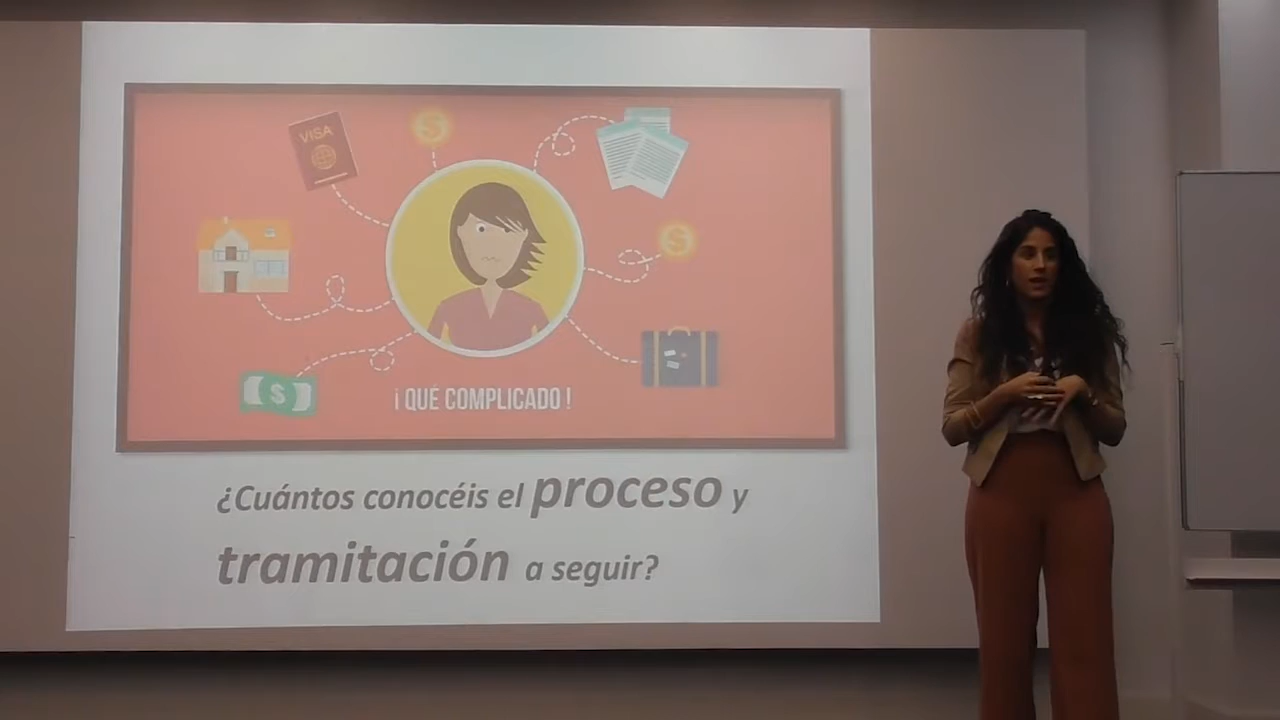 VISA
¡ QUÉ COMPLICADO !
¿Cuántos conocéis el proceso y
tramitación a seguir?